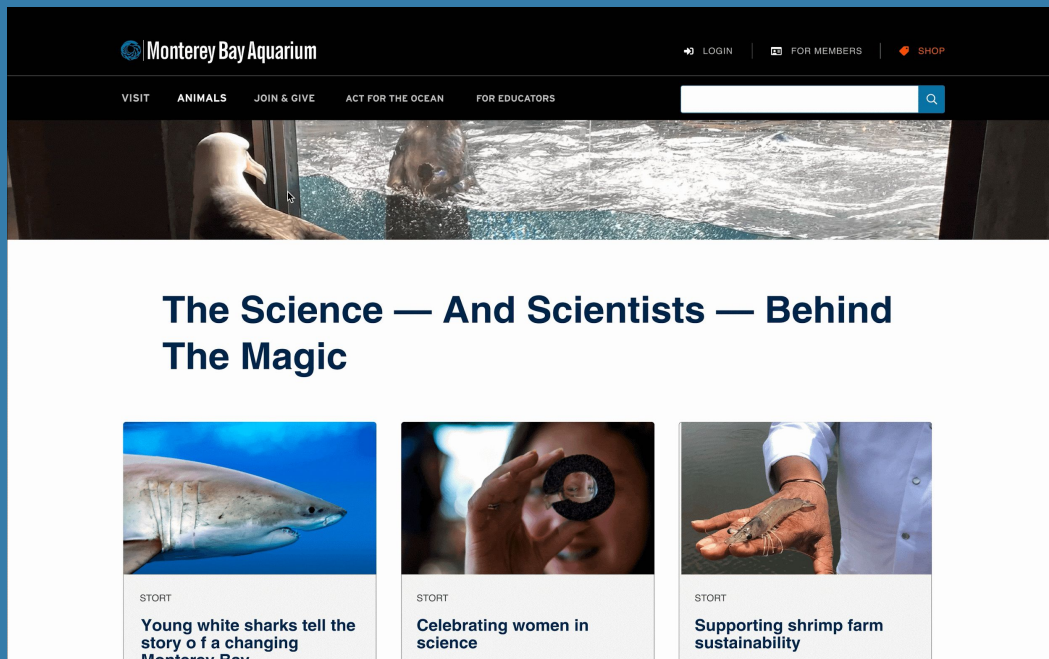 Monterey Bay Aquarium
LOGIN
FOR MEMBERS
SHOP
VISIT
ANIMALS
JOIN & GIVE
ACT FOR THE OCEAN
FOR EDUCATORS
The Science — And Scientists — Behind
The Magic
STORT
Young white sharks tell the
story o f a changing
Monterey Bay
STORT
Celebrating women in
science
STORT
Supporting shrimp farm
sustainability